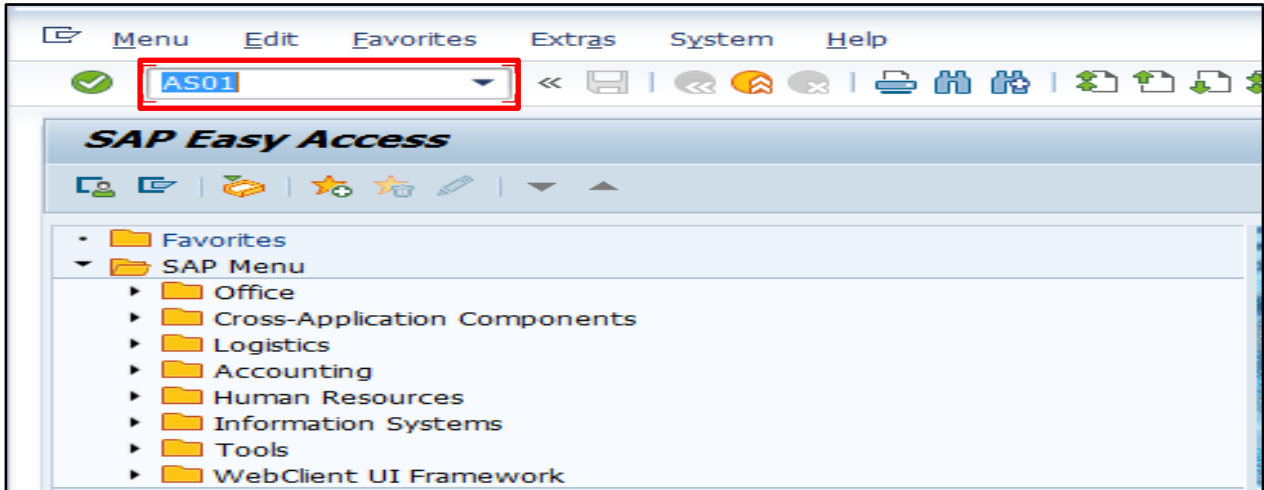 Menu Edit Favorites Extras System Help
AS01
SAP Easy Access
Favorites
SAP Menu
Office
Cross-Application Components
Logistics
Accounting
Human Resources
Information Systems
Tools
WebClient UI Framework